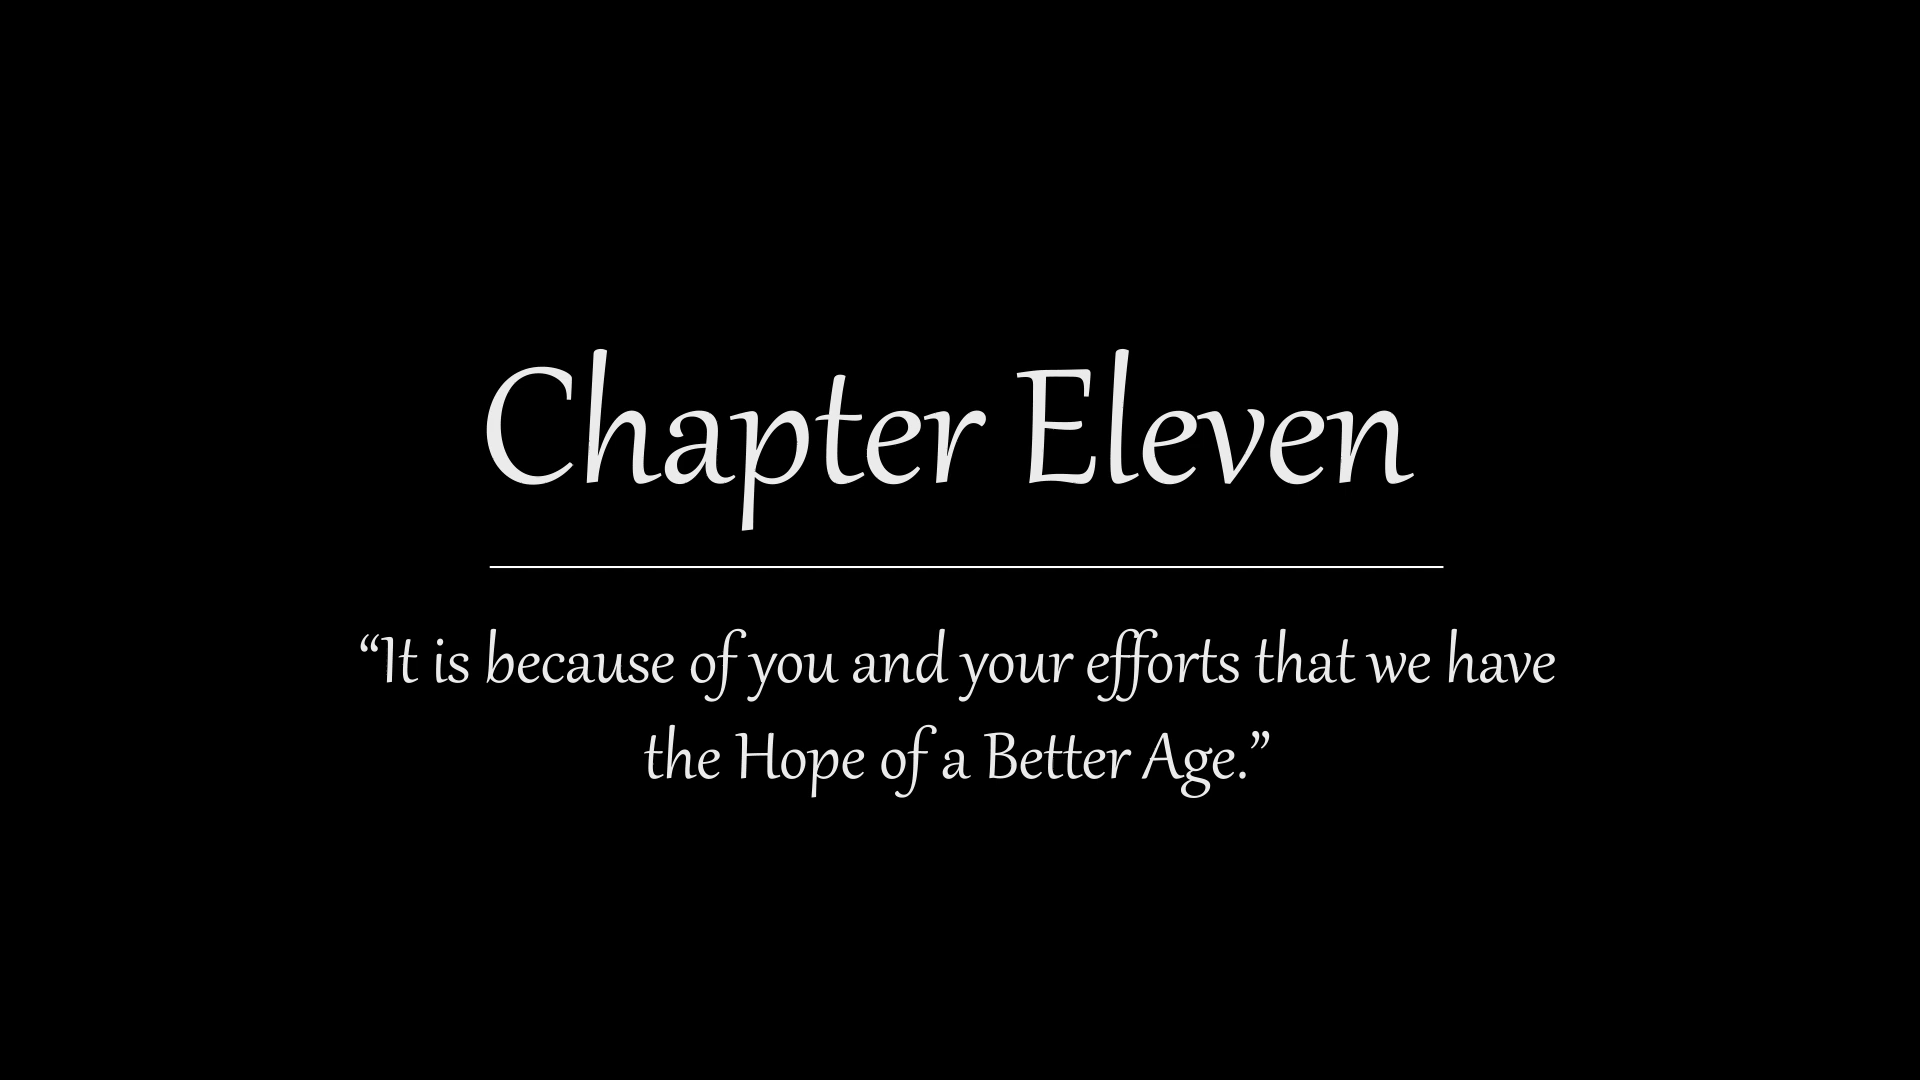 Chapter Eleven
“It is because of you and your efforts that we have
the Hope of a Better Age.”